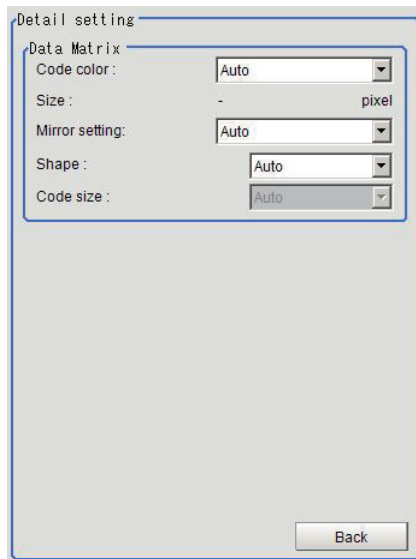 Detail setting
Data Matrix
Code color : Auto
Size : - pixel
Mirror setting: Auto
Shape : Auto
Code size : Auto
Back